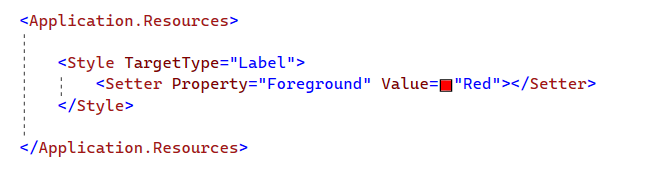 <Application.Resources>
<Style TargetType="Label">
<Setter Property="Foreground" Value="Red"></Setter>
</Style>
</Application.Resources>